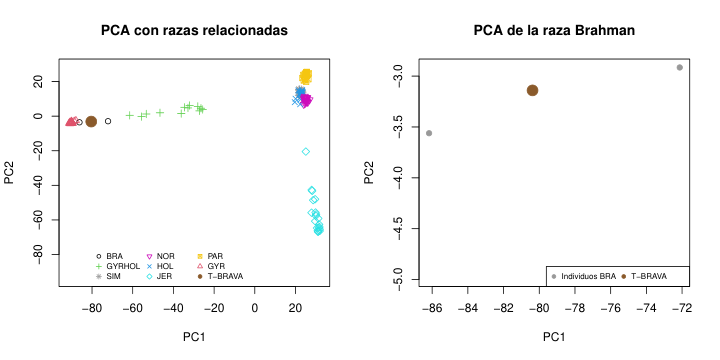 PCA con razas relacionadas
PC2
20
0
−20
−40
−60
−80
BRA NOR PAR
GYRHOL HOL GYR
SIM JER T−BRAVA
−80 −60 −40 −20 0 20
PC1
PCA de la raza Brahman
PC2
−3.0
−3.5
−4.0
−4.5
−5.0
Individuos BRA T−BRAVA
−86 −84 −82 −80 −78 −76 −74 −72
PC1